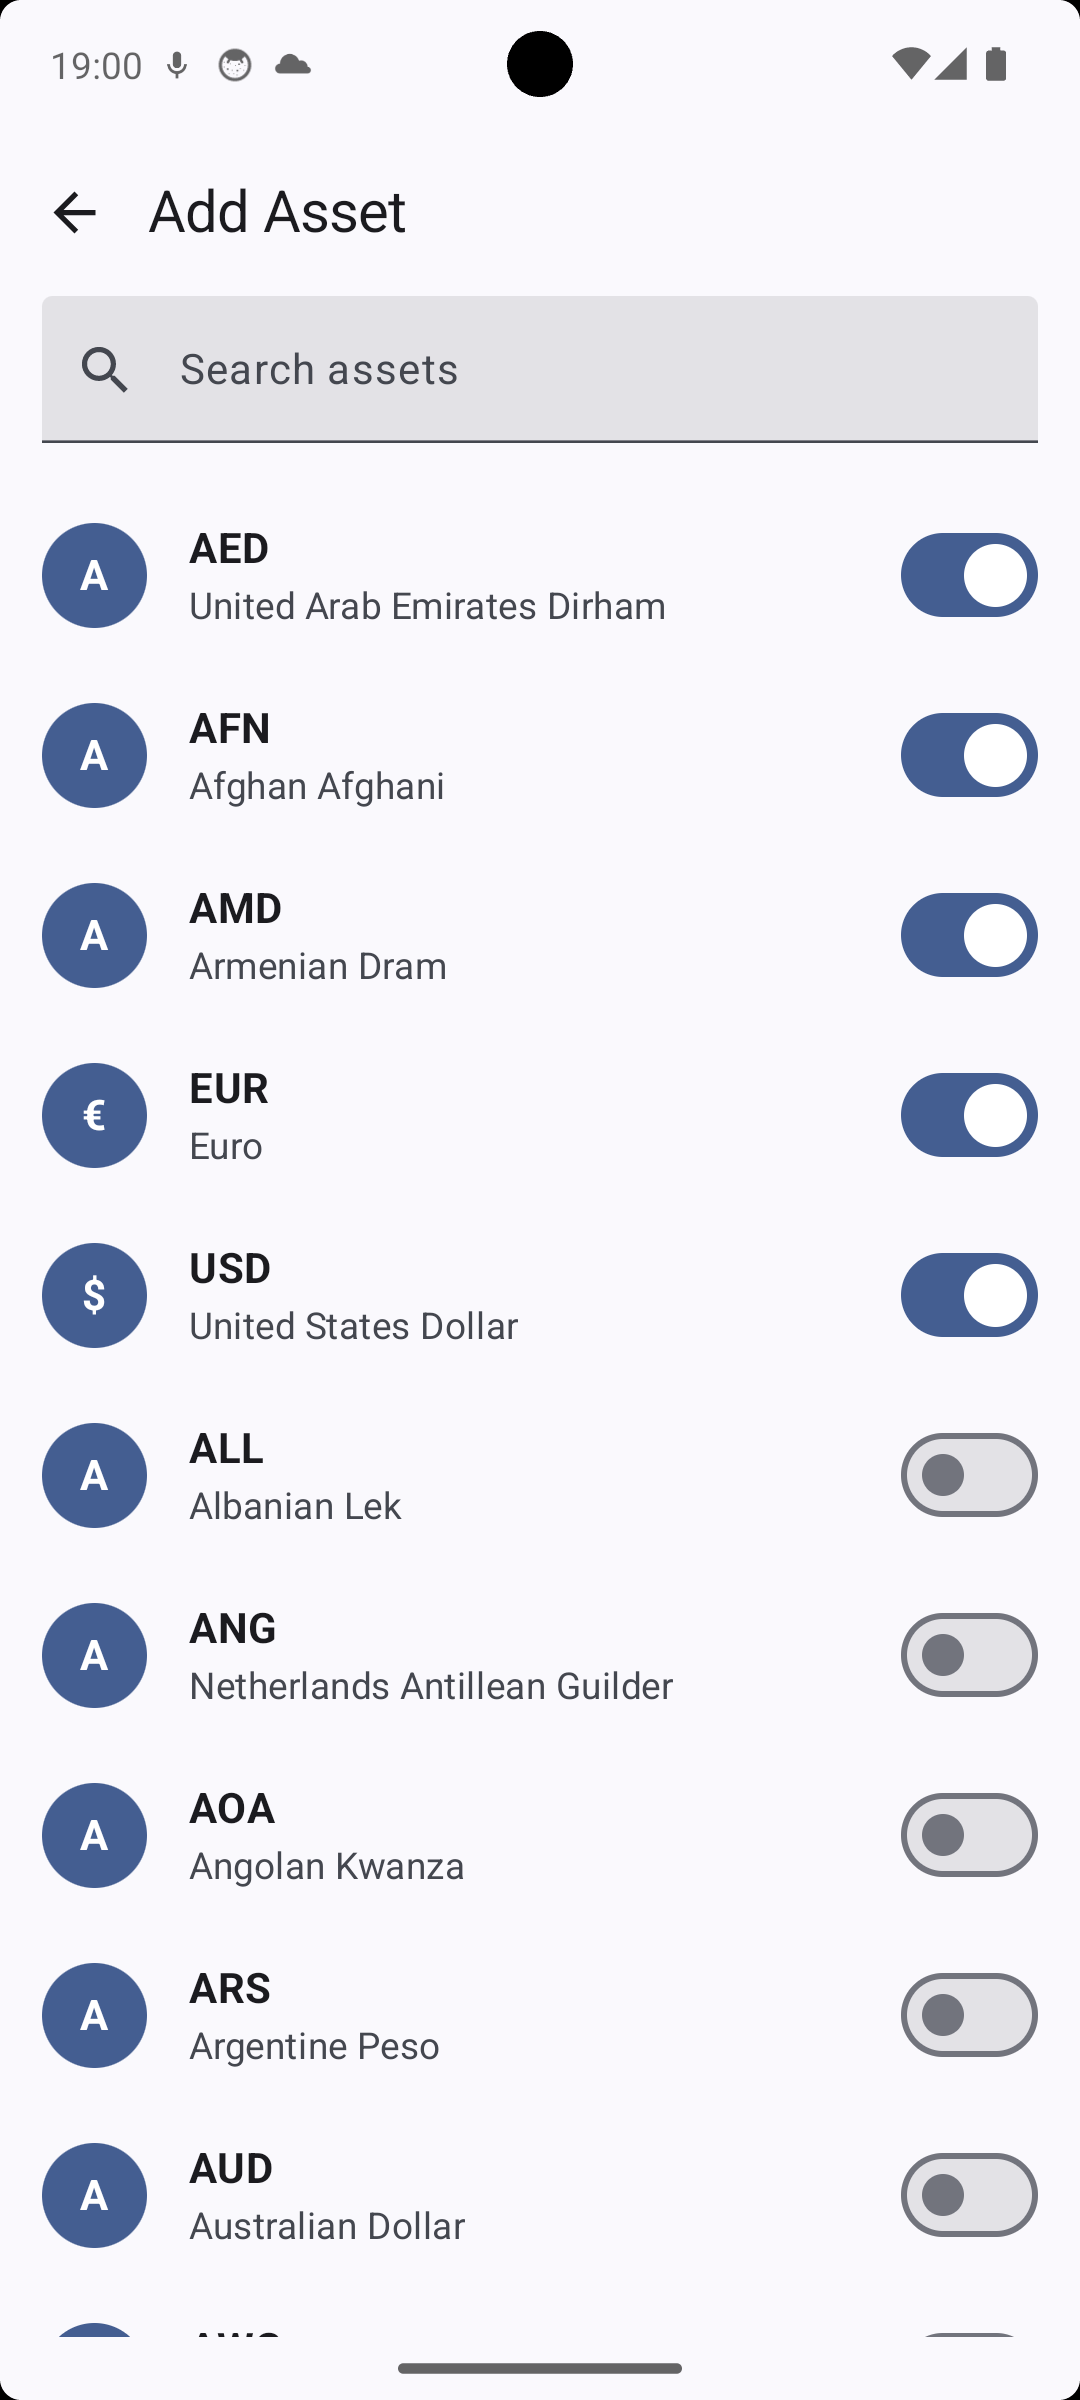 19:00
Add Asset
Search assets
A
AED
United Arab Emirates Dirham
A
AFN
Afghan Afghani
A
AMD
Armenian Dram
€
EUR
Euro
$
USD
United States Dollar
A
ALL
Albanian Lek
A
ANG
Netherlands Antillean Guilder
A
AOA
Angolan Kwanza
A
ARS
Argentine Peso
A
AUD
Australian Dollar